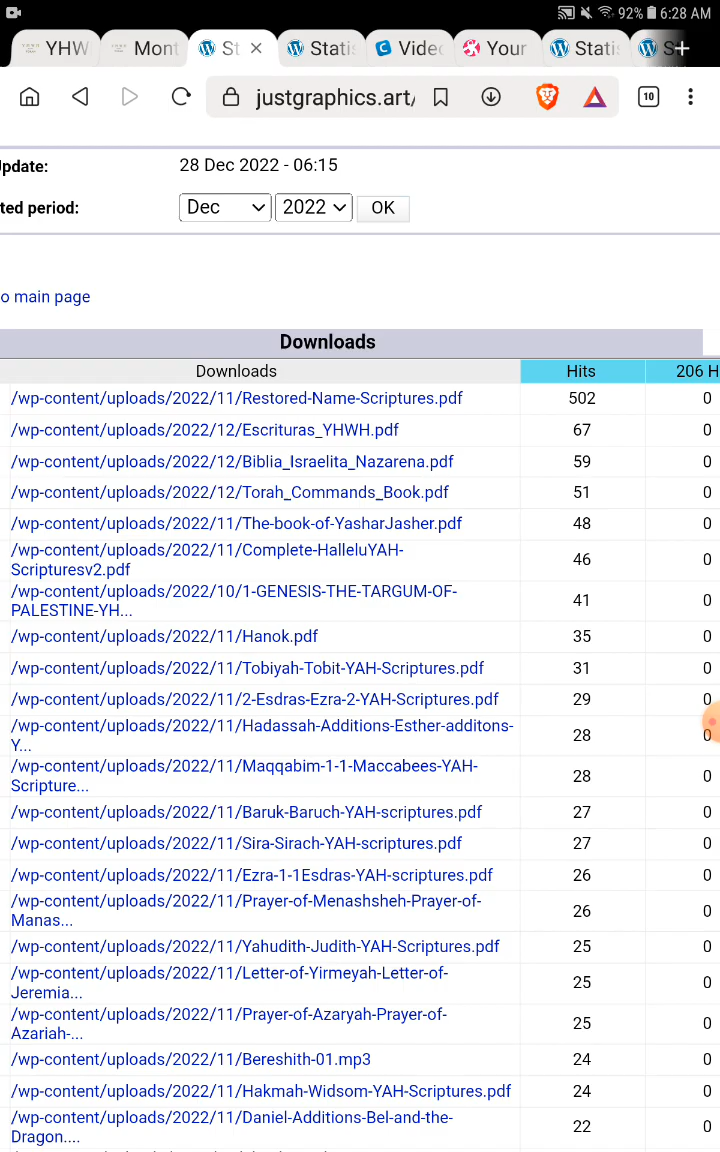 92% 6:28 AM
YHW Mont St Statis Video Your Statis S
justgraphics.art/ 10
Update: 28 Dec 2022 - 06:15
ted period: Dec 2022 OK
o main page
Downloads
Downloads Hits 206 H
/wp-content/uploads/2022/11/Restored-Name-Scriptures.pdf 502 0
/wp-content/uploads/2022/12/Escrituras_YHWH.pdf 67 0
/wp-content/uploads/2022/12/Biblia_Israelita_Nazarena.pdf 59 0
/wp-content/uploads/2022/12/Torah_Commands_Book.pdf 51 0
/wp-content/uploads/2022/11/The-book-of-YasharJasher.pdf 48 0
/wp-content/uploads/2022/11/Complete-HalleluYAH-
Scripturesv2.pdf 46 0
/wp-content/uploads/2022/10/1-GENESIS-THE-TARGUM-OF-
PALESTINE-YH... 41 0
/wp-content/uploads/2022/11/Hanok.pdf 35 0
/wp-content/uploads/2022/11/Tobiyah-Tobit-YAH-Scriptures.pdf 31 0
/wp-content/uploads/2022/11/2-Esdras-Ezra-2-YAH-Scriptures.pdf 29 0
/wp-content/uploads/2022/11/Hadassah-Additions-Esther-additons-
Y... 28 0
/wp-content/uploads/2022/11/Maqqabim-1-1-Maccabees-YAH-
Scripture... 28 0
/wp-content/uploads/2022/11/Baruk-Baruch-YAH-scriptures.pdf 27 0
/wp-content/uploads/2022/11/Sira-Sirach-YAH-scriptures.pdf 27 0
/wp-content/uploads/2022/11/Ezra-1-1Esdras-YAH-scriptures.pdf 26 0
/wp-content/uploads/2022/11/Prayer-of-Menashsheh-Prayer-of-
Manas... 26 0
/wp-content/uploads/2022/11/Yahudith-Judith-YAH-Scriptures.pdf 25 0
/wp-content/uploads/2022/11/Letter-of-Yirmeyah-Letter-of-
Jeremia... 25 0
/wp-content/uploads/2022/11/Prayer-of-Azaryah-Prayer-of-
Azariah-... 25 0
/wp-content/uploads/2022/11/Bereshith-01.mp3 24 0
/wp-content/uploads/2022/11/Hakmah-Widsom-YAH-Scriptures.pdf 24 0
/wp-content/uploads/2022/11/Daniel-Additions-Bel-and-the-
Dragon.... 22 0